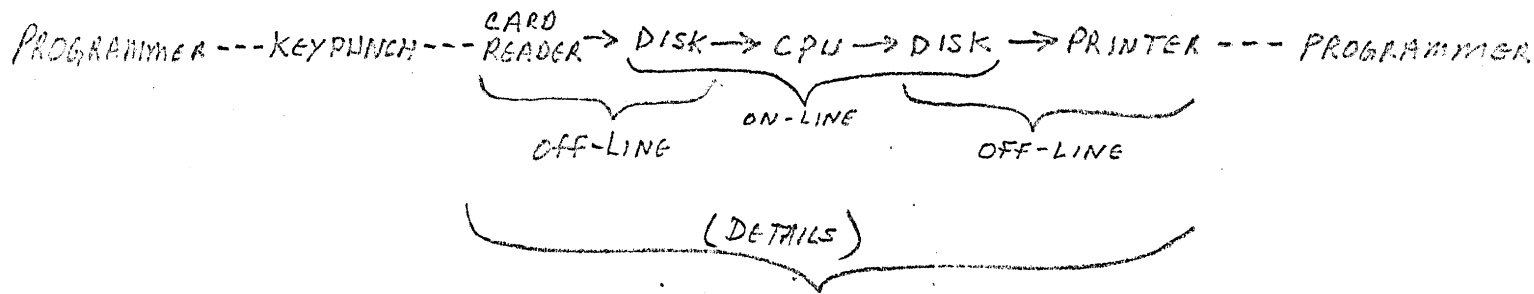 PROGRAMMER --- KEYPUNCH --- CARD READER → DISK → CPU → DISK → PRINTER --- PROGRAMMER
OFF-LINE ON-LINE OFF-LINE
(DETAILS)